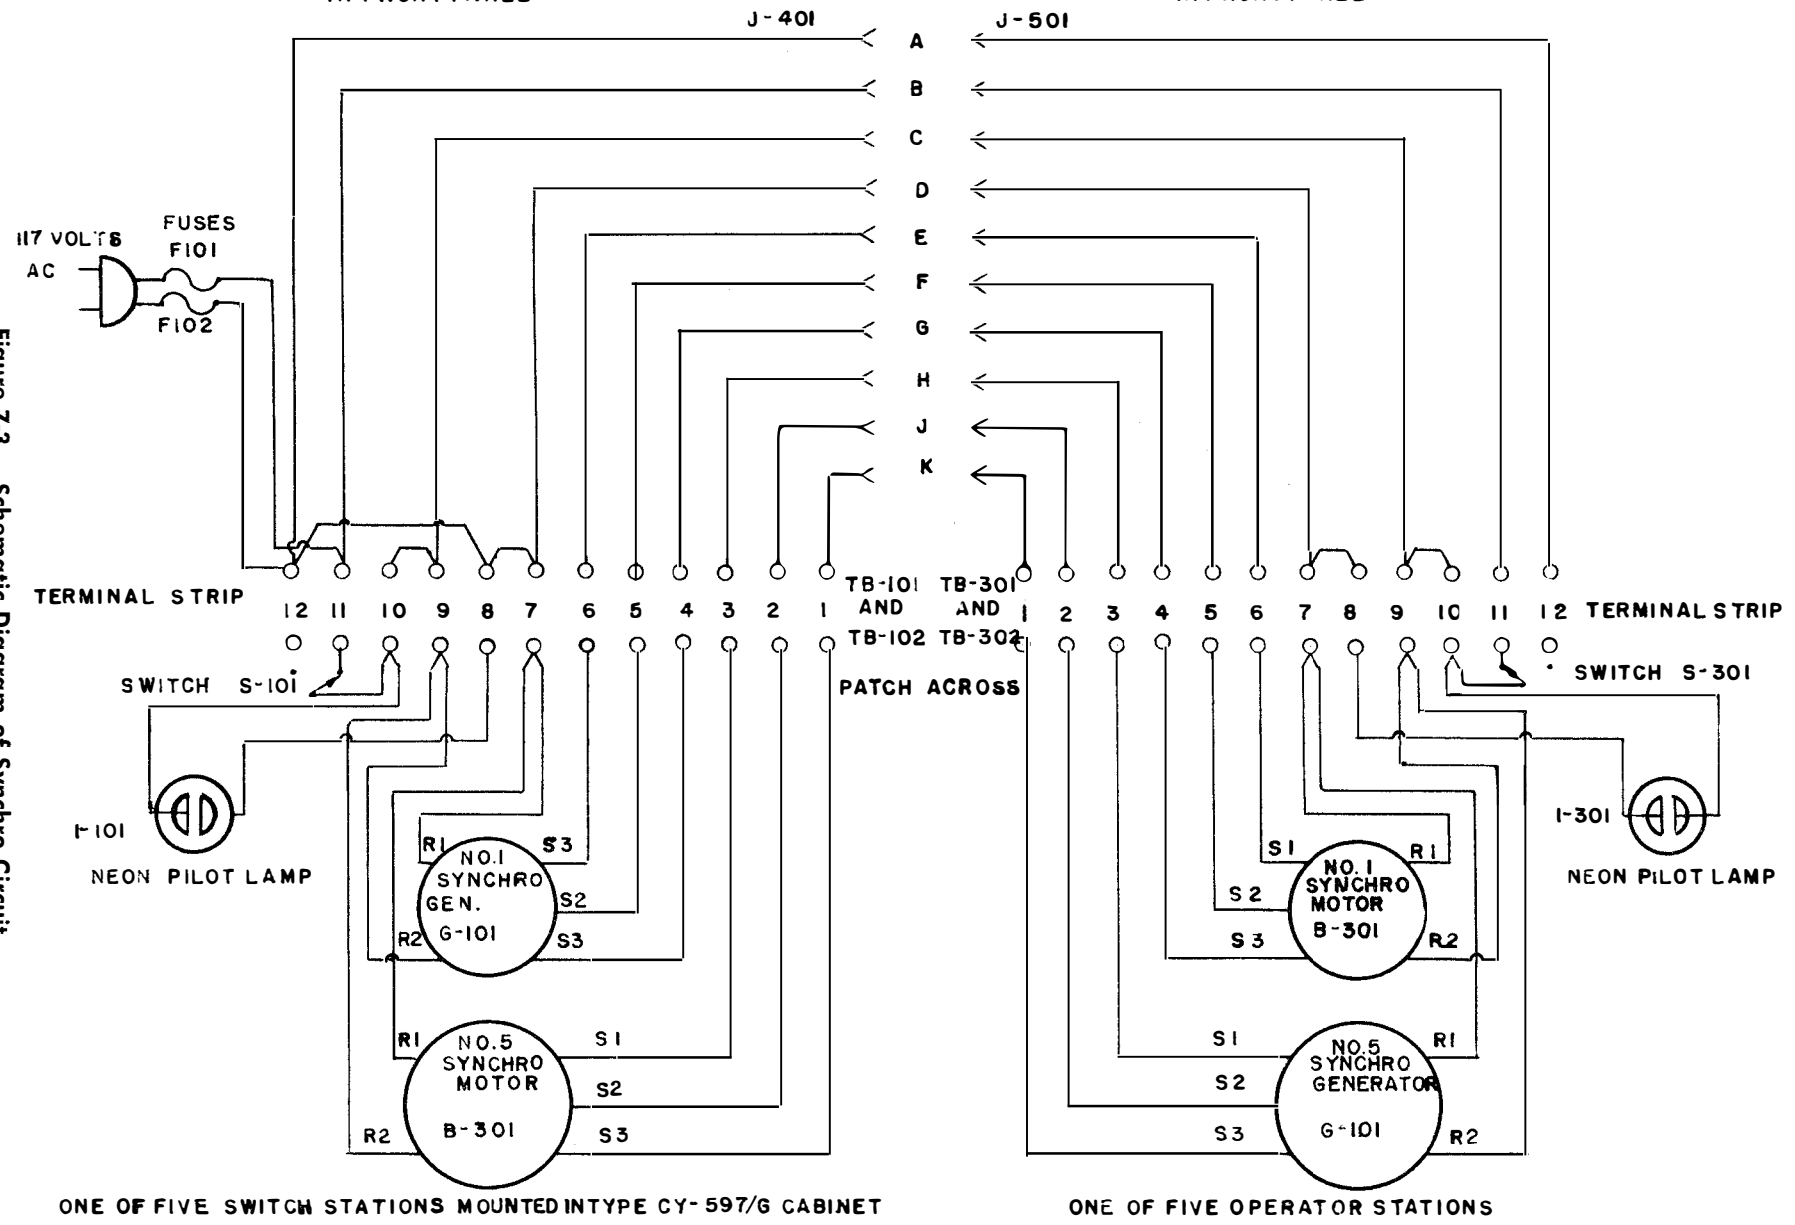 J-401
J-501
A
B
C
D
E
F
G
H
J
K
117 VOLTS
AC
FUSES
F101
F102
TERMINAL STRIP
12 11 10 9 8 7 6 5 4 3 2 1
TB-101
AND
TB-102
TB-301
AND
TB-302
1 2 3 4 5 6 7 8 9 10 11 12
TERMINAL STRIP
SWITCH S-101
PATCH ACROSS
SWITCH S-301
I-101
NEON PILOT LAMP
R1
NO.1
SYNCHRO
GEN.
G-101
R2
S3
S2
S3
R1
NO.5
SYNCHRO
MOTOR
B-301
R2
S1
S2
S3
S1
S2
S3
NO.1
SYNCHRO
MOTOR
B-301
R1
R2
S1
S2
S3
NO.5
SYNCHRO
GENERATOR
G-101
R1
R2
I-301
NEON PILOT LAMP
ONE OF FIVE SWITCH STATIONS MOUNTED IN TYPE CY-597/G CABINET
ONE OF FIVE OPERATOR STATIONS
Schematic Diagram of Synchro Circuit